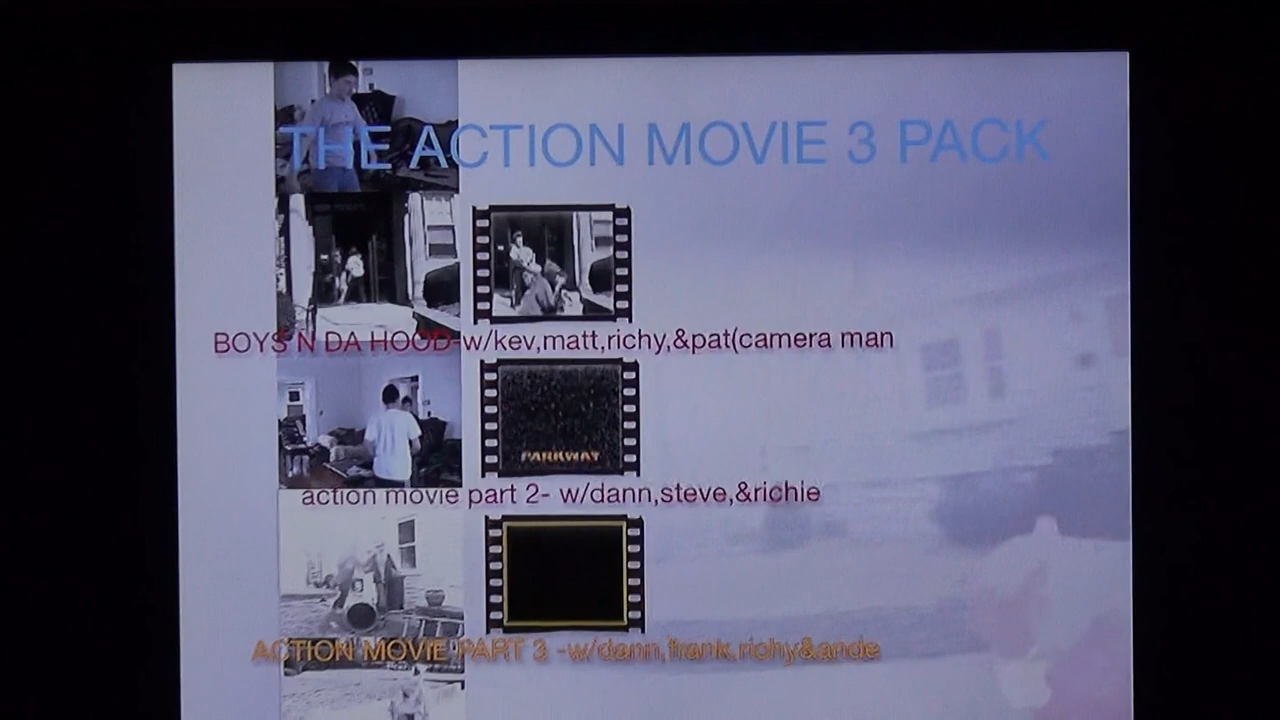 THE ACTION MOVIE 3 PACK
BOYS N DA HOOD-w/kev,matt,richy,&pat(camera man
PARKWAY
action movie part 2- w/dann,steve,&richie
ACTION MOVIE PART 3 -w/dann,frank,richy&ande